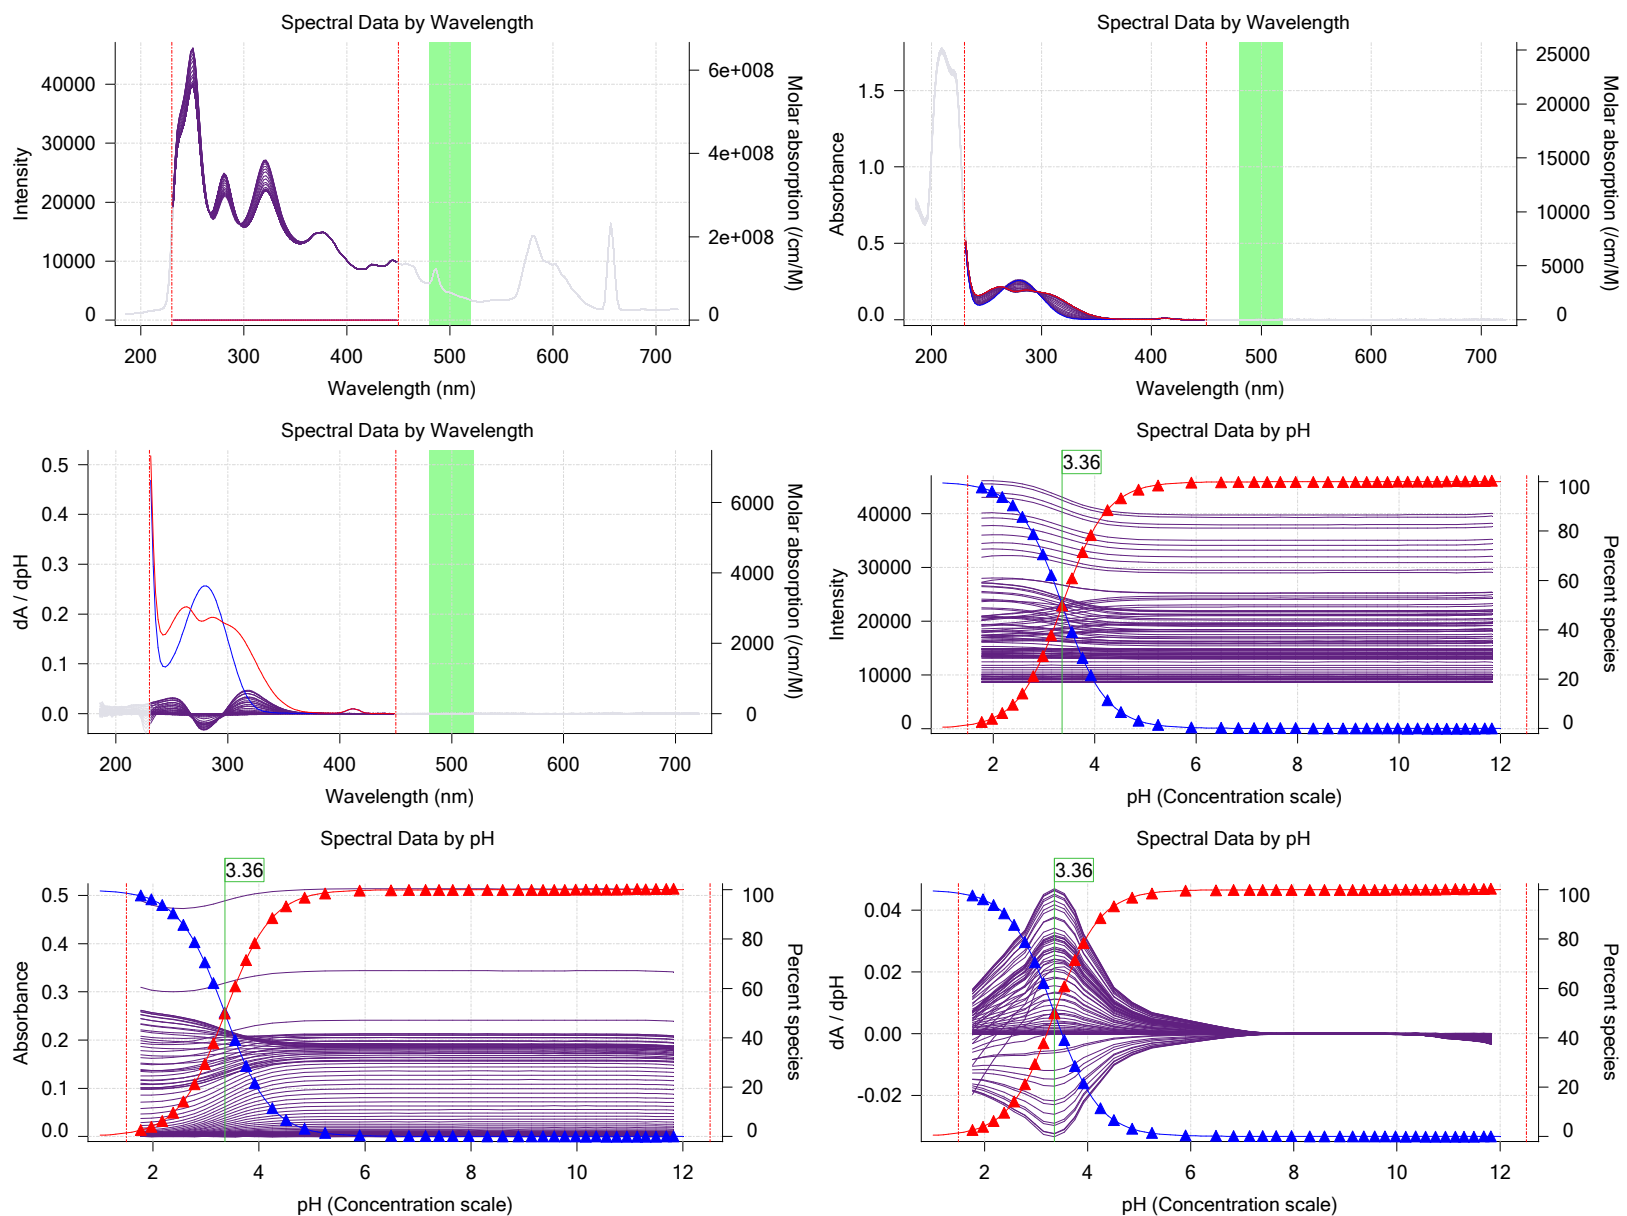 Spectral Data by Wavelength
Intensity
40000
30000
20000
10000
0
6e+008
4e+008
2e+008
0
Molar absorption (/cm/M)
200 300 400 500 600 700
Wavelength (nm)
Spectral Data by Wavelength
Absorbance
1.5
1.0
0.5
0.0
25000
20000
15000
10000
5000
0
Molar absorption (/cm/M)
200 300 400 500 600 700
Wavelength (nm)
Spectral Data by Wavelength
dA / dpH
0.5
0.4
0.3
0.2
0.1
0.0
6000
4000
2000
0
Molar absorption (/cm/M)
200 300 400 500 600 700
Wavelength (nm)
Spectral Data by pH
3.36
Intensity
40000
30000
20000
10000
0
100
80
60
40
20
0
Percent species
2 4 6 8 10 12
pH (Concentration scale)
Spectral Data by pH
3.36
Absorbance
0.5
0.4
0.3
0.2
0.1
0.0
100
80
60
40
20
0
Percent species
2 4 6 8 10 12
pH (Concentration scale)
Spectral Data by pH
3.36
dA / dpH
0.04
0.02
0.00
-0.02
100
80
60
40
20
0
Percent species
2 4 6 8 10 12
pH (Concentration scale)